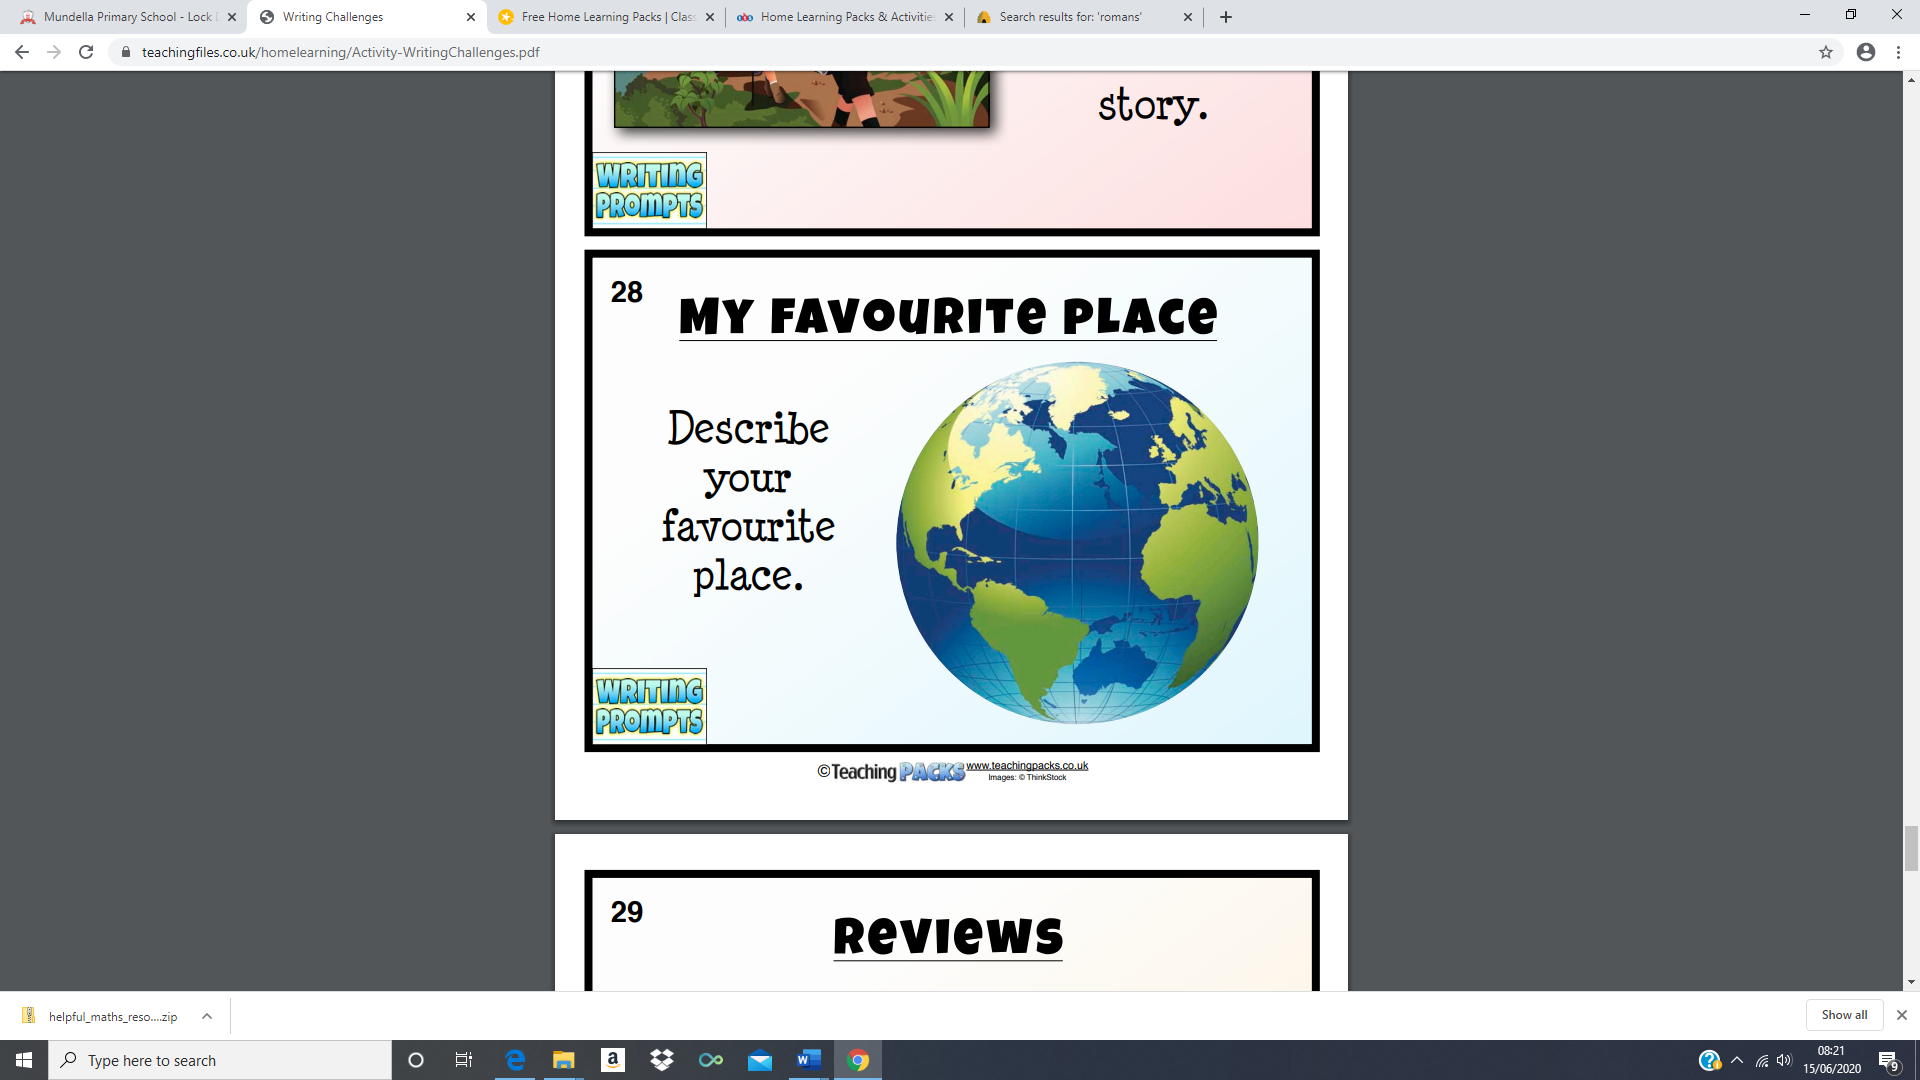 Mundella Primary School - Lock D
Writing Challenges
Free Home Learning Packs | Clas
Home Learning Packs & Activitie
Search results for: 'romans'
teachingfiles.co.uk/homelearning/Activity-WritingChallenges.pdf
story.
WRITING
PROMPTS
28
MY FAVOURITE PLACE
Describe
your
favourite
place.
WRITING
PROMPTS
©Teaching PACKS www.teachingpacks.co.uk
Images: © ThinkStock
29
REVIEWS
helpful_maths_reso....zip
Show all
Type here to search
08:21
15/06/2020
9